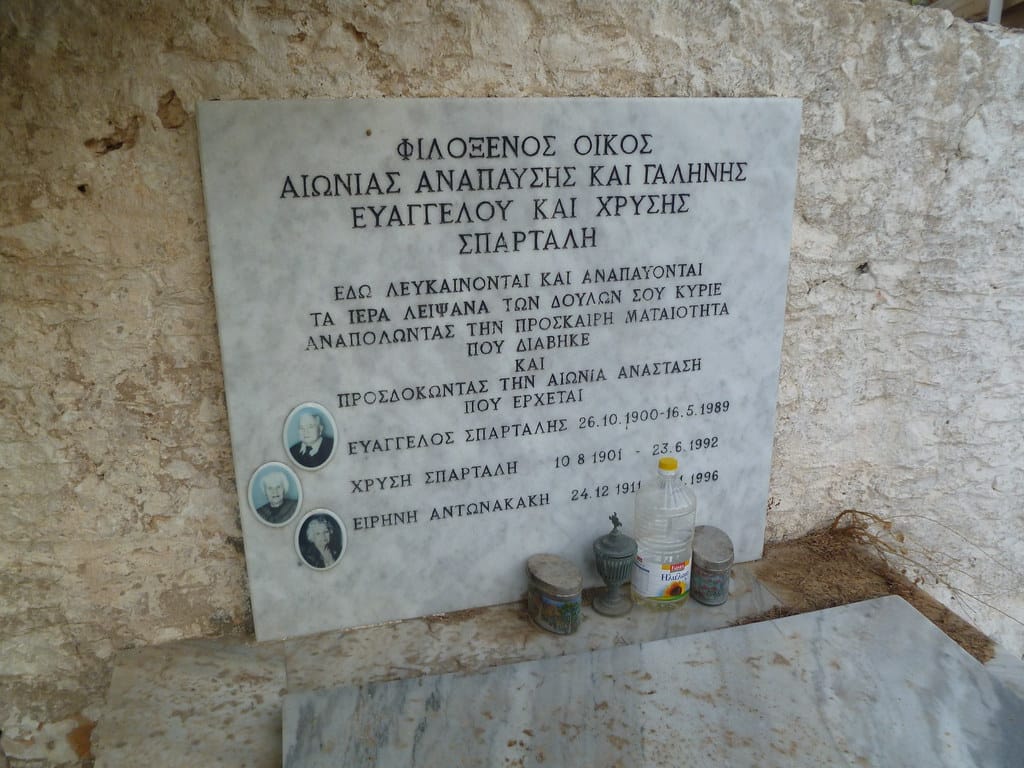 ΦΙΛΟΞΕΝΟΣ ΟΙΚΟΣ
ΑΙΩΝΙΑΣ ΑΝΑΠΑΥΣΗΣ ΚΑΙ ΓΑΛΗΝΗΣ
ΕΥΑΓΓΕΛΟΥ ΚΑΙ ΧΡΥΣΗΣ
ΣΠΑΡΤΑΛΗ
ΕΔΩ ΛΕΥΚΑΙΝΟΝΤΑΙ ΚΑΙ ΑΝΑΠΑΥΟΝΤΑΙ
ΤΑ ΙΕΡΑ ΛΕΙΨΑΝΑ ΤΩΝ ΔΟΥΛΩΝ ΣΟΥ ΚΥΡΙΕ
ΑΝΑΠΟΛΩΝΤΑΣ ΤΗΝ ΠΡΟΣΚΑΙΡΗ ΜΑΤΑΙΟΤΗΤΑ
ΠΟΥ ΔΙΑΒΗΚΕ
ΚΑΙ
ΠΡΟΣΔΟΚΩΝΤΑΣ ΤΗΝ ΑΙΩΝΙΑ ΑΝΑΣΤΑΣΗ
ΠΟΥ ΕΡΧΕΤΑΙ
ΕΥΑΓΓΕΛΟΣ ΣΠΑΡΤΑΛΗΣ 26.10.1900-16.5.1989
ΧΡΥΣΗ ΣΠΑΡΤΑΛΗ 10 8 1901 - 23.6.1992
ΕΙΡΗΝΗ ΑΝΤΩΝΑΚΑΚΗ 24.12 191 .1996